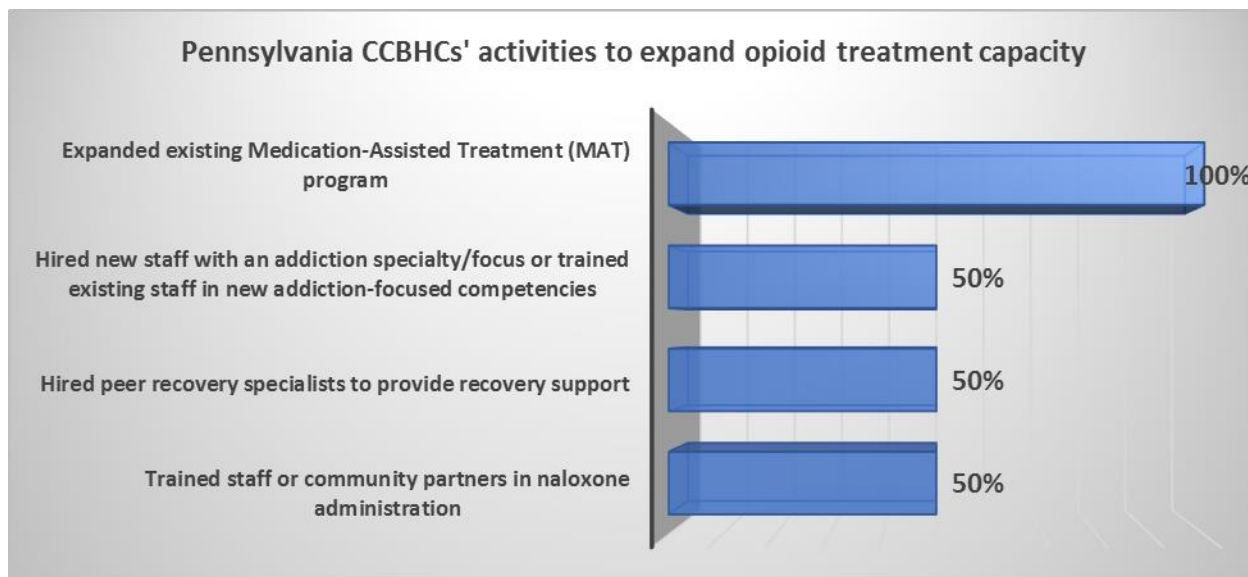 Pennsylvania CCBHCs' activities to expand opioid treatment capacity
Expanded existing Medication-Assisted Treatment (MAT)
program
100%
Hired new staff with an addiction specialty/focus or trained
existing staff in new addiction-focused competencies
50%
Hired peer recovery specialists to provide recovery support
50%
Trained staff or community partners in naloxone
administration
50%